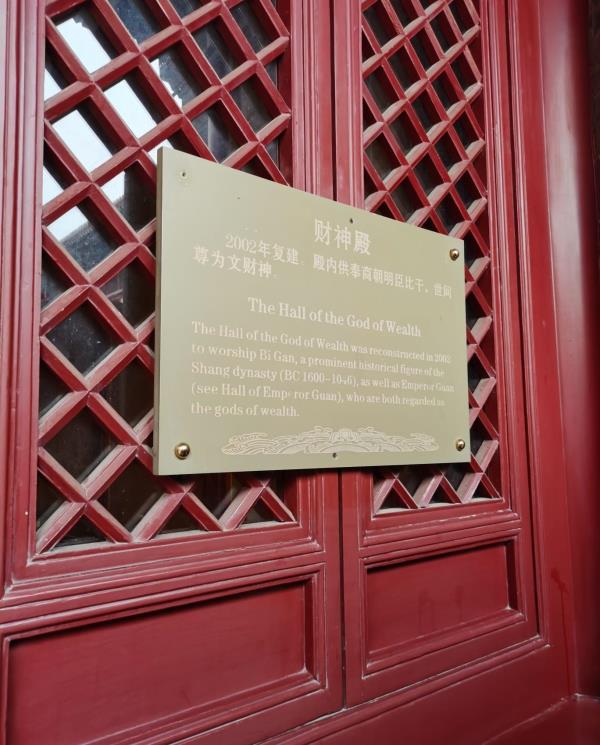 财神殿
2002年复建。殿内供奉商朝明臣比干，世间
尊为文财神。
The Hall of the God of Wealth
The Hall of the God of Wealth was reconstructed in 2002
to worship Bi Gan, a prominent historical figure of the
Shang dynasty (BC 1600-1046), as well as Emperor Guan
(see Hall of Emperor Guan), who are both regarded as
the gods of wealth.